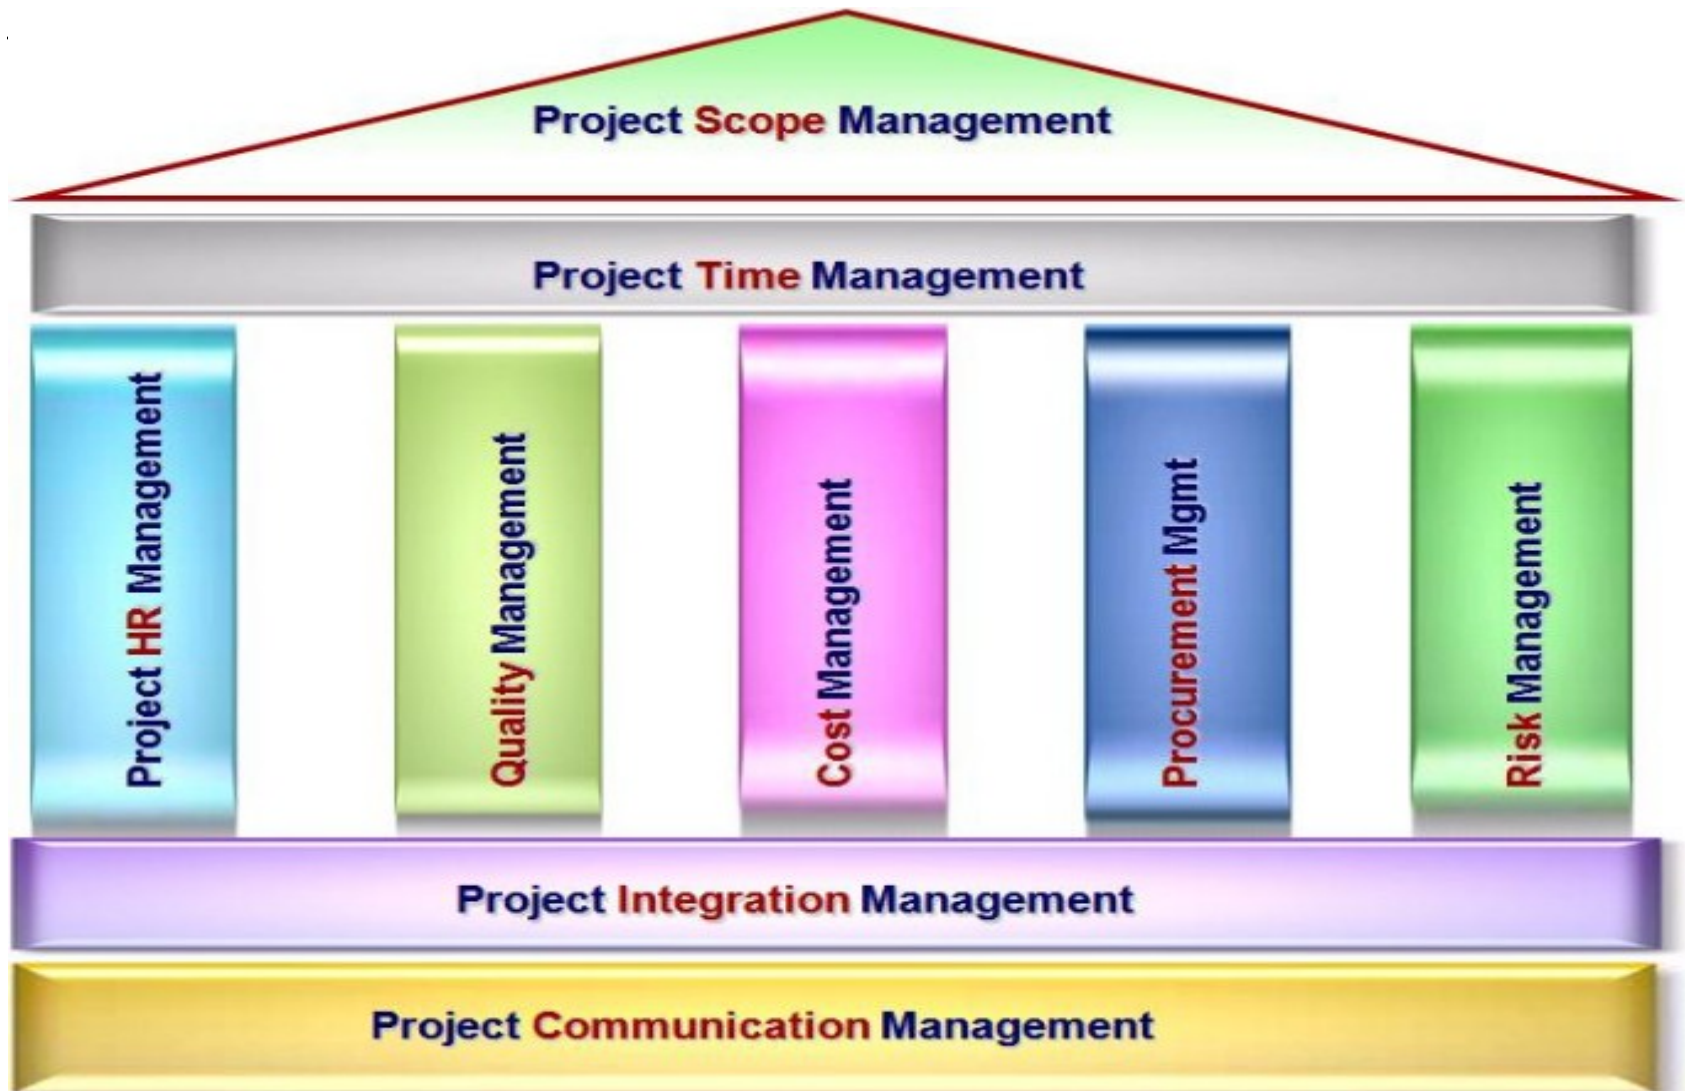 Project Scope Management
Project Time Management
Project HR Management
Quality Management
Cost Management
Procurement Mgmt
Risk Management
Project Integration Management
Project Communication Management